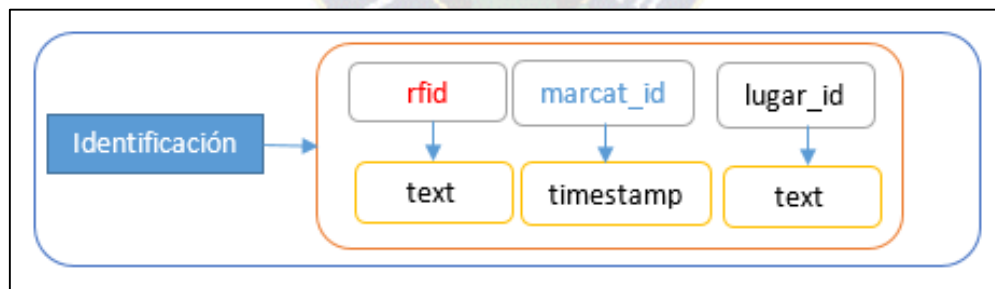 rfid marcat_id lugar_id
Identificación
text timestamp text